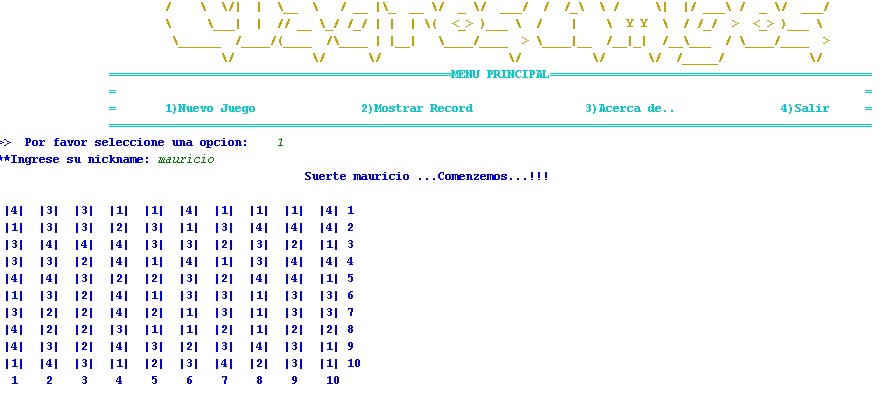 MENU PRINCIPAL
1)Nuevo Juego 2)Mostrar Record 3)Acerca de.. 4)Salir
=> Por favor seleccione una opcion: 1
**Ingrese su nickname: mauricio
Suerte mauricio ...Comenzemos...!!!
|4| |3| |3| |1| |1| |4| |1| |1| |1| |4| 1
|1| |3| |3| |2| |3| |1| |3| |4| |4| |4| 2
|3| |4| |4| |4| |3| |3| |2| |3| |2| |1| 3
|3| |3| |2| |1| |4| |1| |3| |1| |4| |4| 4
|4| |4| |3| |2| |2| |3| |2| |4| |4| |1| 5
|1| |3| |2| |4| |1| |3| |3| |1| |3| |3| 6
|3| |2| |2| |4| |2| |1| |3| |1| |3| |3| 7
|4| |2| |2| |3| |1| |1| |2| |1| |2| |2| 8
|4| |3| |2| |4| |3| |2| |3| |4| |3| |1| 9
|1| |4| |3| |1| |2| |3| |4| |2| |3| |1| 10
1 2 3 4 5 6 7 8 9 10